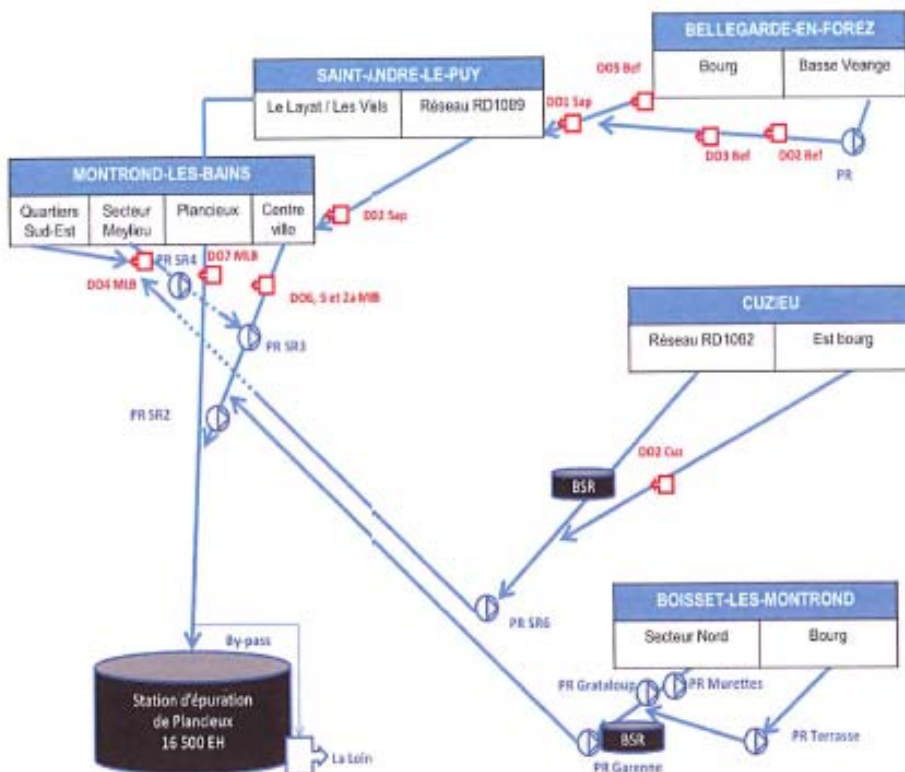 BELLEGARDE-EN-FOREZ
Bourg
Basse Veange
SAINT-ANDRE-LE-PUY
Le Layat / Les Viels
Réseau RD1089
DO5 Bef
DO1 Sap
DO3 Bef
DO2 Bef
PR
MONTROND-LES-BAINS
Quartiers
Sud-Est
Secteur
Meylieu
Plancieux
Centre
ville
DO2 Sap
PR SR4
DO7 MLB
DO4 MLB
DO6, 5 et 2a MlB
PR SR3
PR SR2
CUZIEU
Réseau RD1082
Est bourg
DO2 Cuz
BSR
PR SR6
BOISSET-LES-MONTROND
Secteur Nord
Bourg
By-pass
PR Grataloup
PR Murettes
Station d'épuration
de Plancieux
16 500 EH
BSR
PR Terrasse
La Loin
PR Garenne